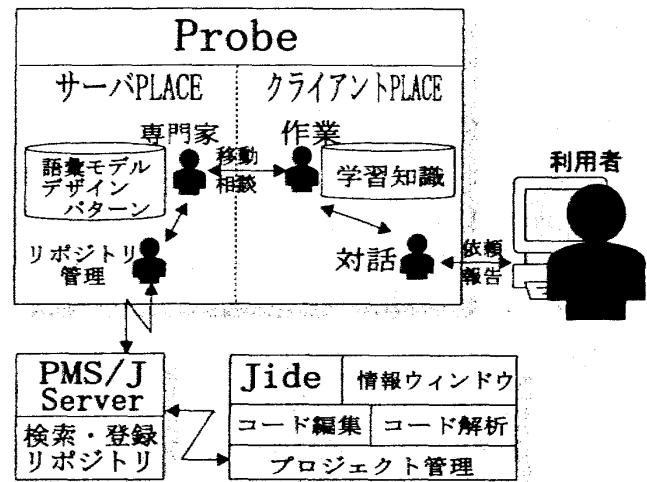 Probe
サーバPLACE
クライアントPLACE
専門家
作業
移動
相談
語彙モデル
デザイン
パターン
学習知識
利用者
リポジトリ
管理
対話
依頼
報告
PMS/J
Server
検索・登録
リポジトリ
Jide
情報ウィンドウ
コード編集
コード解析
プロジェクト管理